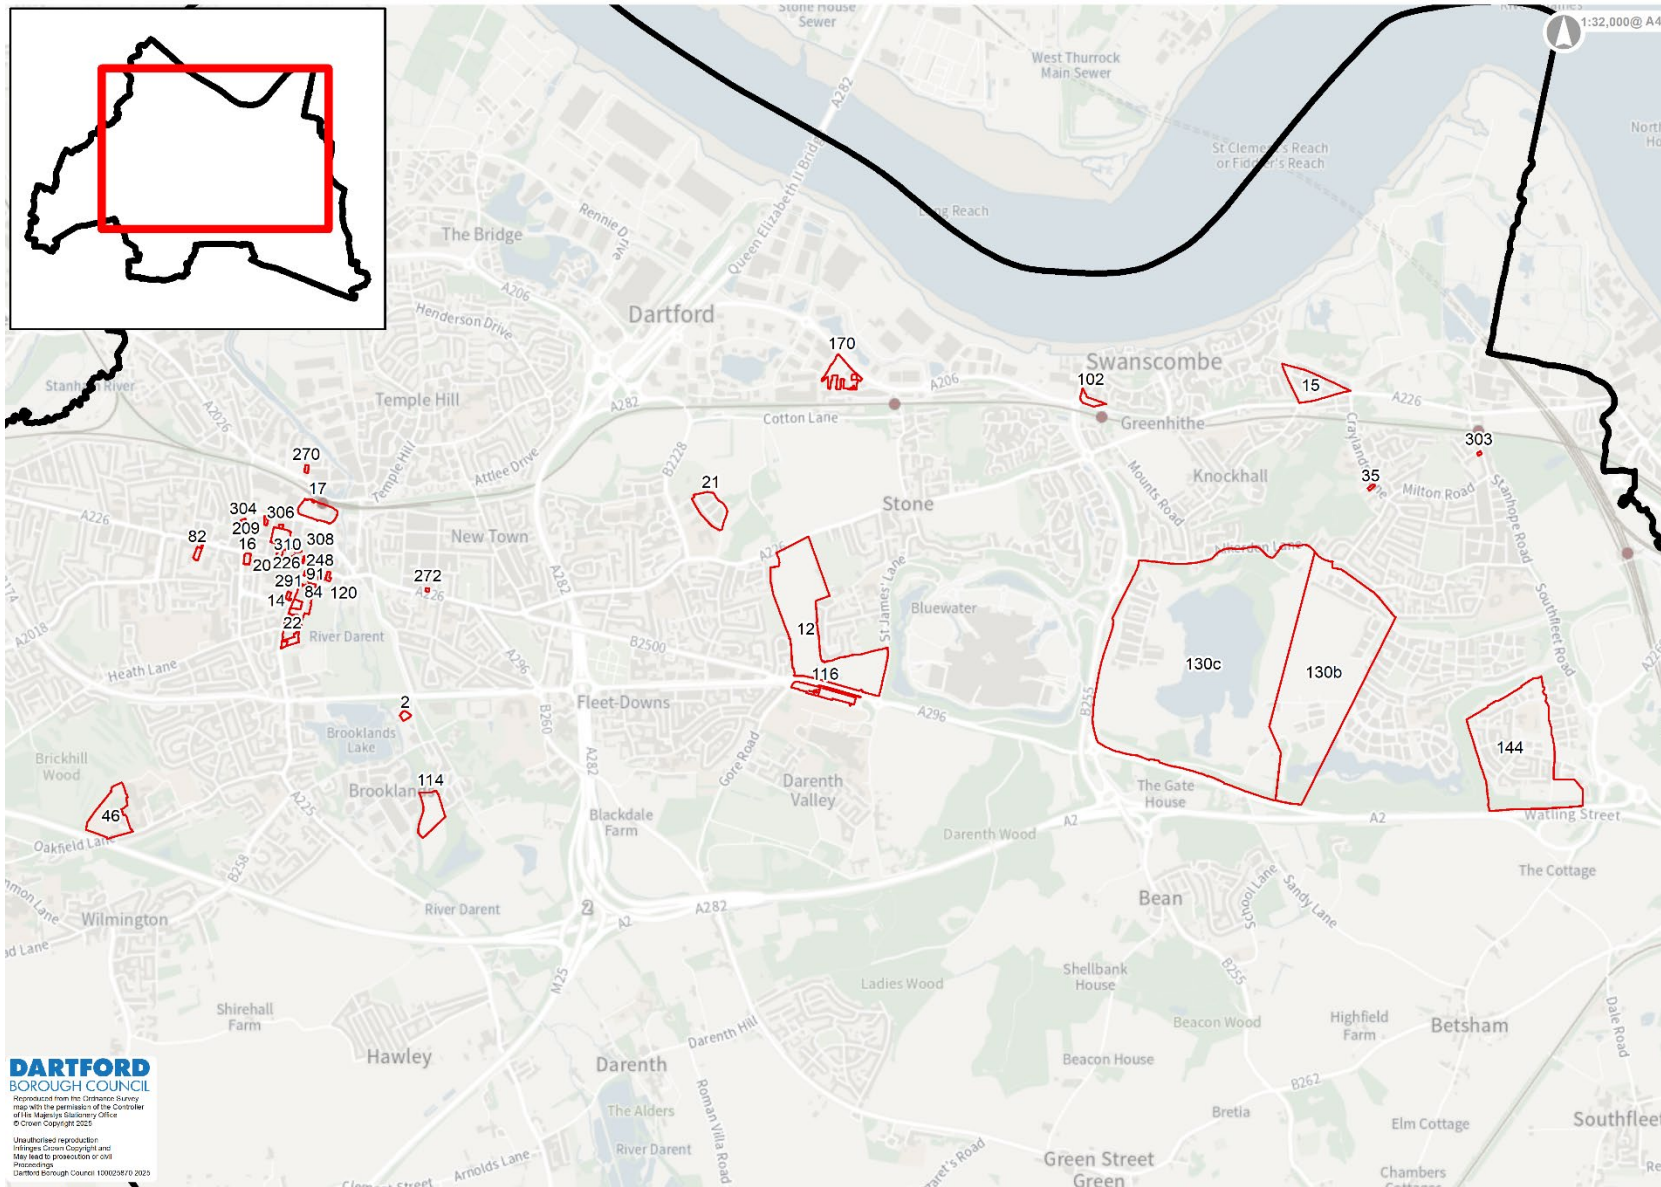 Stone House
Sewer
1:32,000@ A4
West Thurrock
Main Sewer
A282
St Clement's Reach
or Fiddler's Reach
Queen Elizabeth II Bridge
Long Reach
Rennie Drive
The Bridge
A206
Henderson Drive
Dartford
170
Swanscombe
102
15
Stanham River
A2026
Temple Hill
A282
A206
Cotton Lane
Greenhithe
A226
Craylands Lane
303
270
Temple Hill
Attlee Drive
B2228
Mounts Road
Knockhall
35
Milton Road
Stanhope Road
17
21
Stone
A226
304
306
209
82
16
310
308
New Town
20
226
248
291
91
272
A226
14
84
120
A282
A226
St James' Lane
Alkerden Lane
Bluewater
Southfleet Road
22
River Darent
A2018
Heath Lane
A296
B2500
12
130c
130b
116
2
Fleet-Downs
B260
A296
B255
Brooklands
Lake
A282
Gore Road
144
Brickhill
Wood
114
Brooklands
Darenth
Valley
The Gate
House
46
A225
Blackdale
Farm
A2
A2
Watling Street
Oakfield Lane
Darenth Wood
B258
The Cottage
Wilmington
River Darent
2
A2
A282
Bean
School Lane
Sandy Lane
M25
Ladies Wood
Shellbank
House
B255
Shirehall
Farm
Beacon Wood
Highfield
Farm
Betsham
Dale Road
Hawley
Darenth Hill
Darenth
Beacon House
B262
DARTFORD
BOROUGH COUNCIL
Reproduced from the Ordnance Survey
map with the permission of the Controller
of His Majestys Stationery Office
© Crown Copyright 2025
Unauthorised reproduction
Infringes Crown Copyright and
May lead to prosecution or civil
Proceedings
Dartford Borough Council 100025870 2025
The Alders
Roman Villa Road
Bretia
Elm Cottage
River Darent
Arnolds Lane
Green Street
Green
Chambers